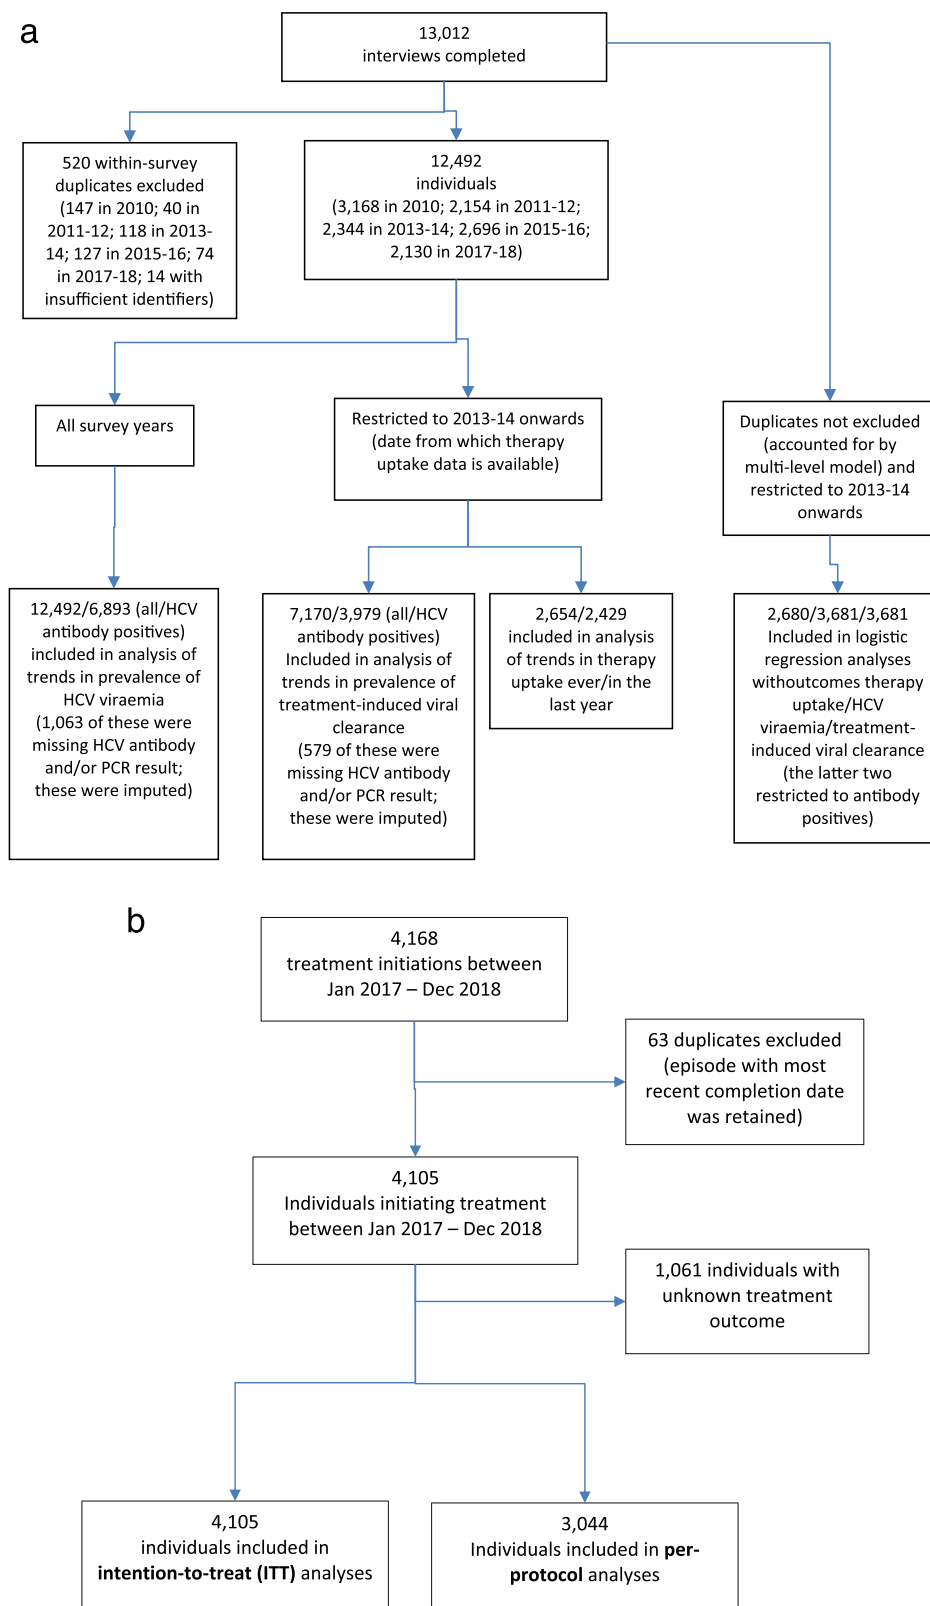 a
13,012
interviews completed
520 within-survey
duplicates excluded
(147 in 2010; 40 in
2011-12; 118 in 2013-
14; 127 in 2015-16; 74
in 2017-18; 14 with
insufficient identifiers)
12,492
individuals
(3,168 in 2010; 2,154 in 2011-12;
2,344 in 2013-14; 2,696 in 2015-16;
2,130 in 2017-18)
All survey years
Restricted to 2013-14 onwards
(date from which therapy
uptake data is available)
Duplicates not excluded
(accounted for by
multi-level model) and
restricted to 2013-14
onwards
12,492/6,893 (all/HCV
antibody positives)
included in analysis of
trends in prevalence of
HCV viraemia
(1,063 of these were
missing HCV antibody
and/or PCR result;
these were imputed)
7,170/3,979 (all/HCV
antibody positives)
Included in analysis of
trends in prevalence of
treatment-induced viral
clearance
(579 of these were
missing HCV antibody
and/or PCR result;
these were imputed)
2,654/2,429
included in analysis
of trends in therapy
uptake ever/in the
last year
2,680/3,681/3,681
Included in logistic
regression analyses
withoutcomes therapy
uptake/HCV
viraemia/treatment-
induced viral clearance
(the latter two
restricted to antibody
positives)
b
4,168
treatment initiations between
Jan 2017 – Dec 2018
63 duplicates excluded
(episode with most
recent completion date
was retained)
4,105
Individuals initiating treatment
between Jan 2017 – Dec 2018
1,061 individuals with
unknown treatment
outcome
4,105
individuals included in
intention-to-treat (ITT) analyses
3,044
Individuals included in per-
protocol analyses